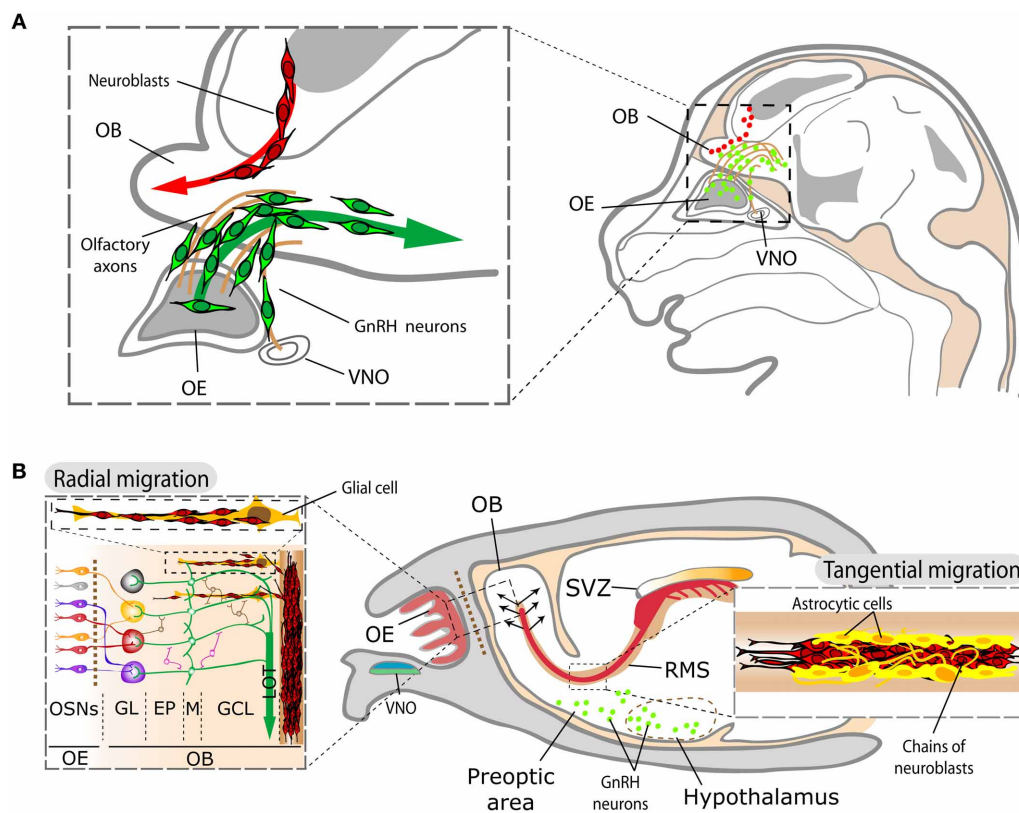 A
Neuroblasts
OB
Olfactory
axons
GnRH neurons
OE
VNO
OB
OE
VNO
B
Radial migration
Glial cell
OSNs
GL
EP
M
GCL
LOT
OE
OB
OB
SVZ
OE
RMS
VNO
Preoptic
area
GnRH
neurons
Hypothalamus
Tangential migration
Astrocytic cells
Chains of
neuroblasts